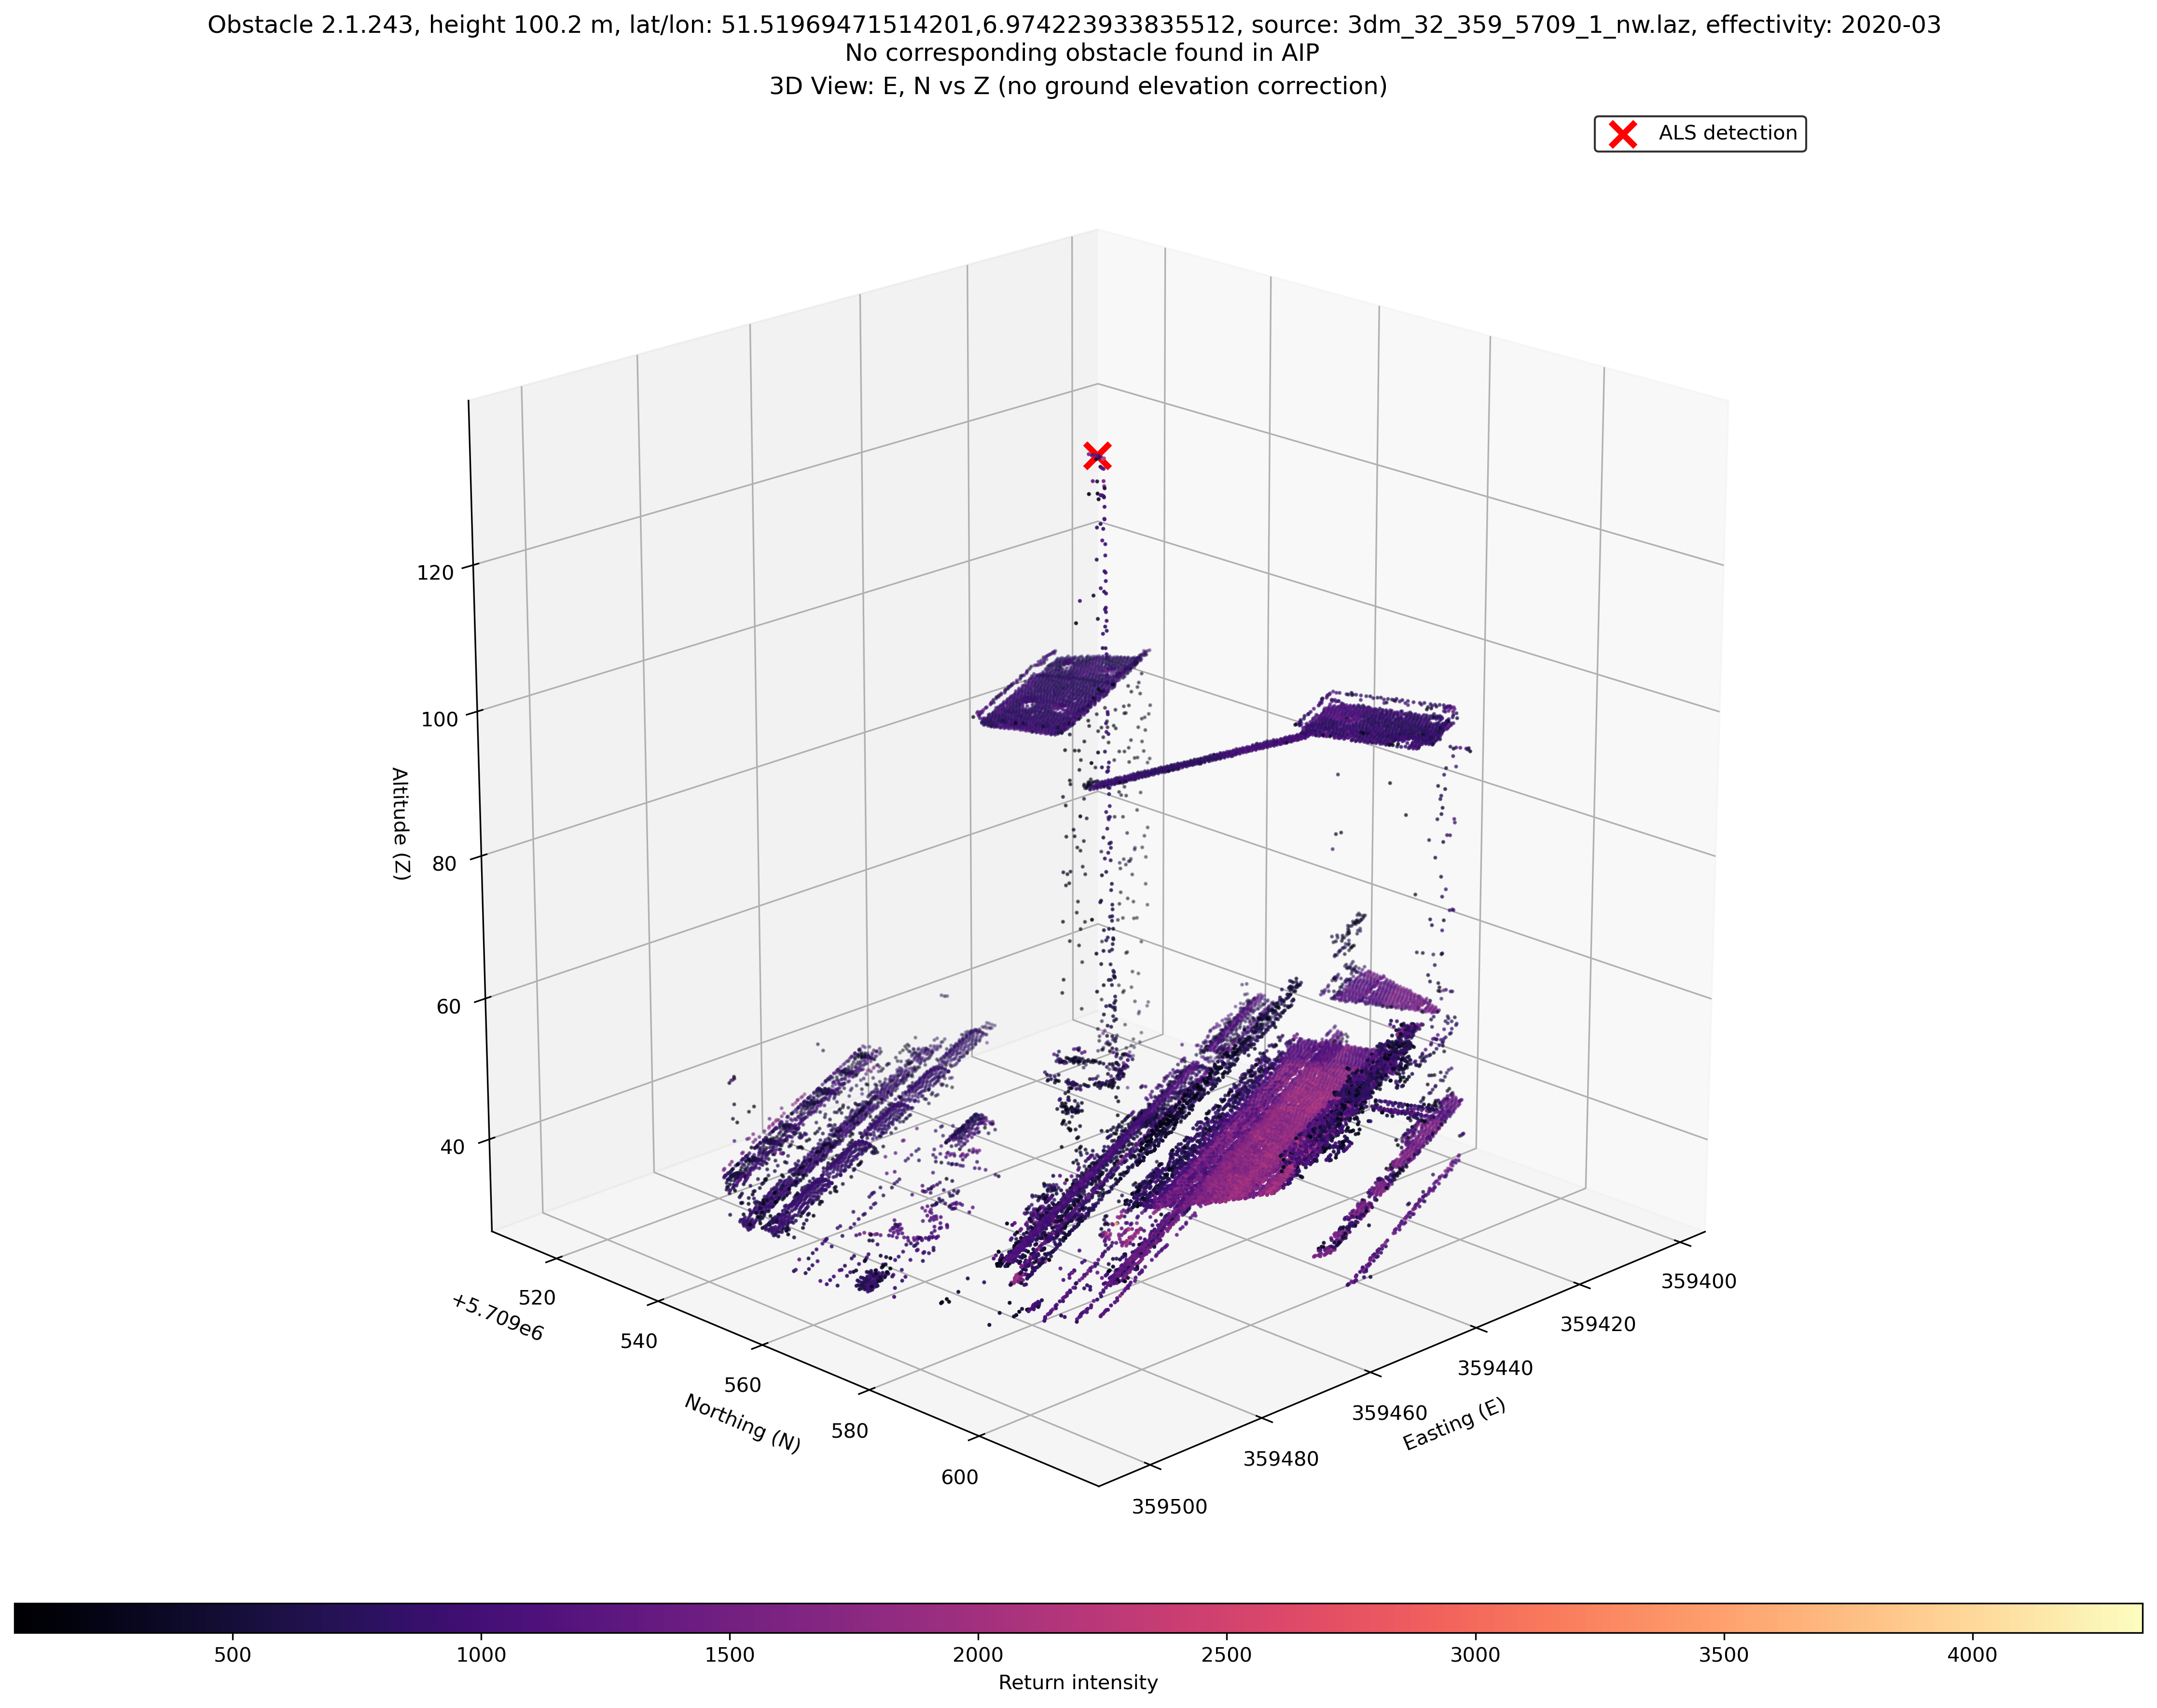 Obstacle 2.1.243, height 100.2 m, lat/lon: 51.51969471514201,6.974223933835512, source: 3dm_32_359_5709_1_nw.laz, effectivity: 2020-03
No corresponding obstacle found in AIP
3D View: E, N vs Z (no ground elevation correction)
ALS detection
120
100
80
60
40
Altitude (Z)
520
540
560
580
600
+5.709e6
Northing (N)
359400
359420
359440
359460
359480
359500
Easting (E)
500
1000
1500
2000
2500
3000
3500
4000
Return intensity